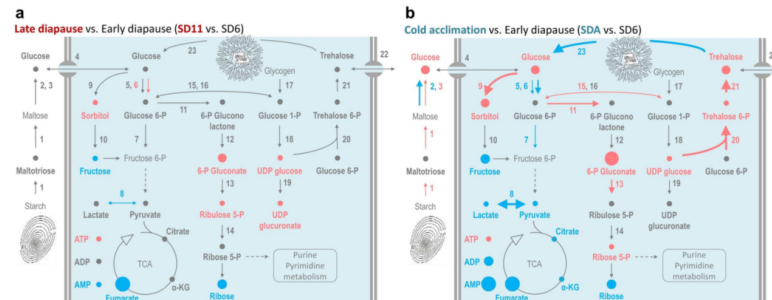 a
Late diapause vs. Early diapause (SD11 vs. SD6)
Glucose
4
Glucose
23
Glycogen
Trehalose
22
2, 3
9
5, 6
15, 16
17
21
Maltose
Sorbitol
Glucose 6-P
11
6-P Glucono
lactone
Glucose 1-P
Trehalose 6-P
1
10
7
12
18
20
Maltotriose
Fructose
Fructose 6-P
6-P Gluconate
UDP glucose
Glucose 6-P
1
8
13
19
Starch
Lactate
Pyruvate
Ribulose 5-P
UDP
glucuronate
Citrate
14
ATP
ADP
TCA
Ribose 5-P
Purine
Pyrimidine
metabolism
AMP
α-KG
Fumarate
Ribose
b
Cold acclimation vs. Early diapause (SDA vs. SD6)
Glucose
4
Glucose
23
Glycogen
Trehalose
22
2, 3
9
5, 6
15, 16
17
21
Maltose
Sorbitol
Glucose 6-P
11
6-P Glucono
lactone
Glucose 1-P
Trehalose 6-P
1
10
7
12
18
20
Maltotriose
Fructose
Fructose 6-P
6-P Gluconate
UDP glucose
Glucose 6-P
1
8
13
19
Starch
Lactate
Pyruvate
Ribulose 5-P
UDP
glucuronate
Citrate
14
ATP
ADP
TCA
Ribose 5-P
Purine
Pyrimidine
metabolism
AMP
α-KG
Fumarate
Ribose